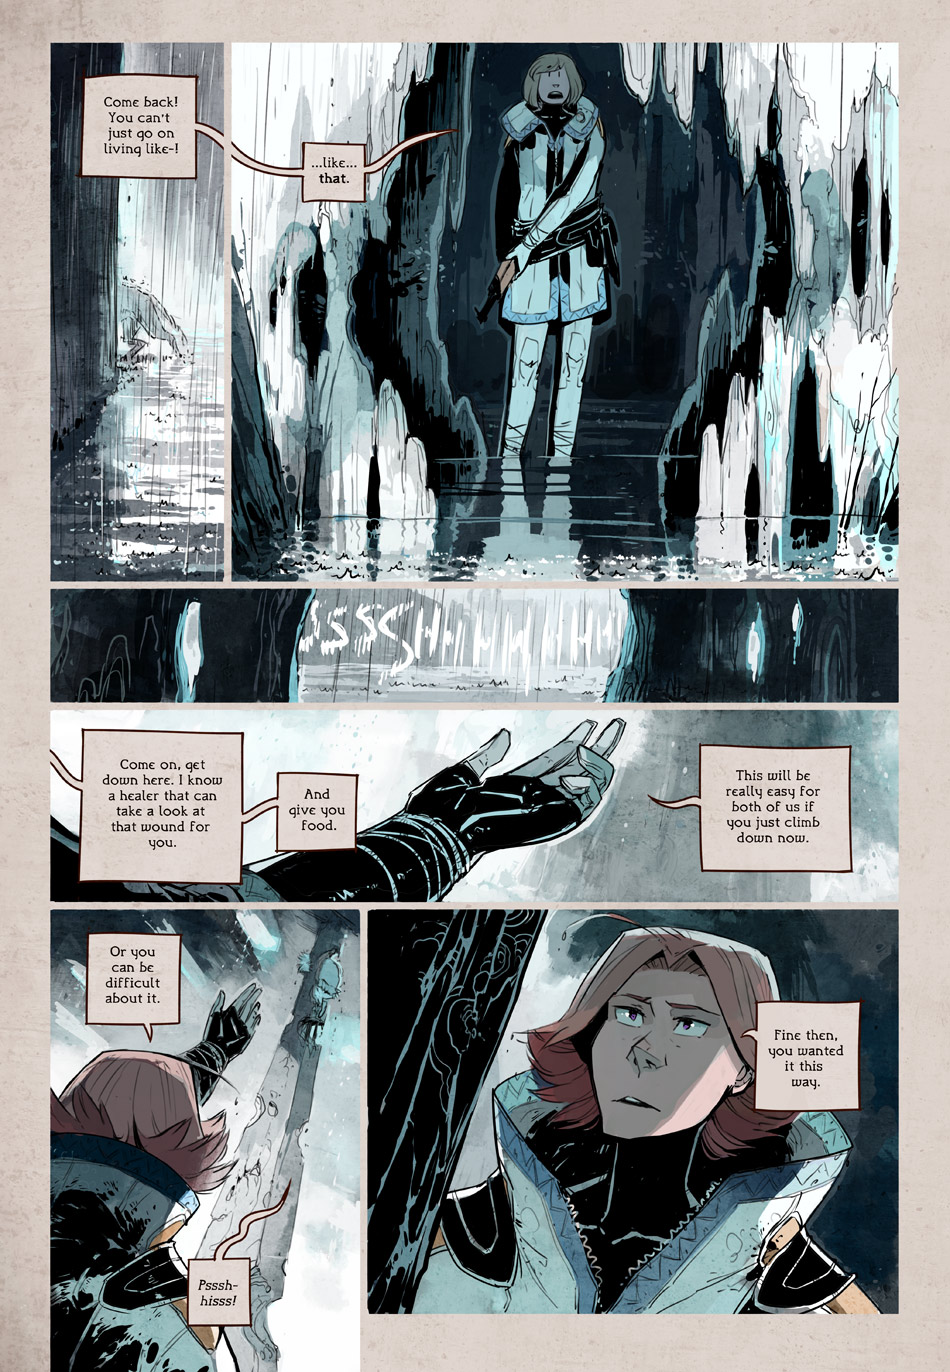 Come back!
You can't
just go on
living like-!
...like...
that.
SSSSHHHHHHHH
Come on, get
down here. I know
a healer that can
take a look at
that wound for
you.
And
give you
food.
This will be
really easy for
both of us if
you just climb
down now.
Or you
can be
difficult
about it.
Psssh-
hisss!
Fine then,
you wanted
it this
way.